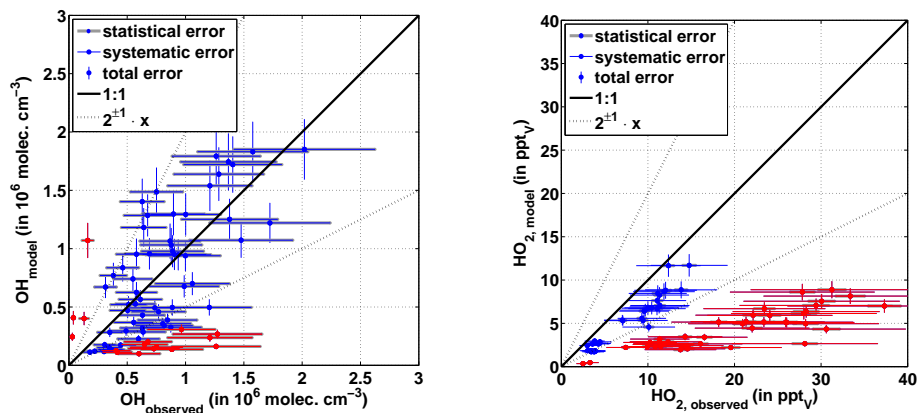 3
2.5
2
1.5
1
0.5
0
0
0.5
1
1.5
2
2.5
3
OH_model (in 10^6 molec. cm^−3)
OH_observed (in 10^6 molec. cm^−3)
statistical error
systematic error
total error
1:1
2^±1 · x
40
35
30
25
20
15
10
5
0
0
10
20
30
40
HO_2, model (in ppt_V)
HO_2, observed (in ppt_V)
statistical error
systematic error
total error
1:1
2^±1 · x